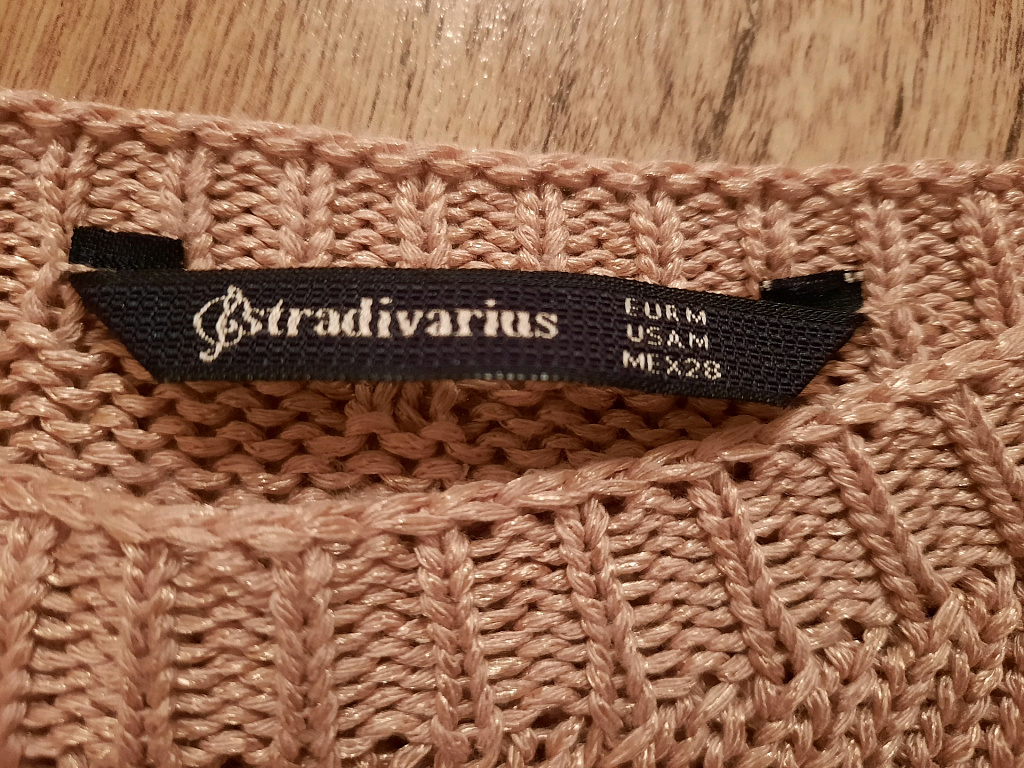 stradivarius
EUR M
USA M
MEX 28